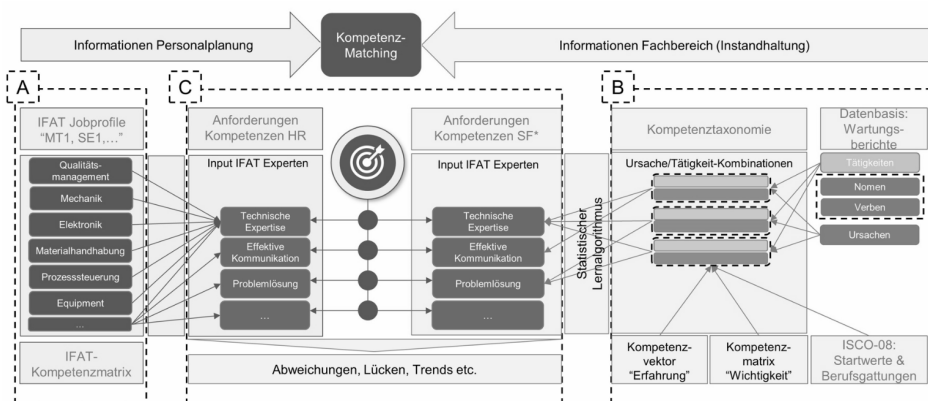 Informationen Personalplanung
Kompetenz-
Matching
Informationen Fachbereich (Instandhaltung)
A
C
B
IFAT Jobprofile
"MT1, SE1,…"
Qualitäts-
management
Mechanik
Elektronik
Materialhandhabung
Prozesssteuerung
Equipment
…
IFAT-
Kompetenzmatrix
Anforderungen
Kompetenzen HR
Input IFAT Experten
Technische
Expertise
Effektive
Kommunikation
Problemlösung
…
Anforderungen
Kompetenzen SF*
Input IFAT Experten
Technische
Expertise
Effektive
Kommunikation
Problemlösung
…
Abweichungen, Lücken, Trends etc.
Statistischer
Lernalgorithmus
Kompetenztaxonomie
Ursache/Tätigkeit-Kombinationen
Datenbasis:
Wartungs-
berichte
Tätigkeiten
Nomen
Verben
Ursachen
Kompetenz-
vektor
"Erfahrung"
Kompetenz-
matrix
"Wichtigkeit"
ISCO-08:
Startwerte &
Berufsgattungen